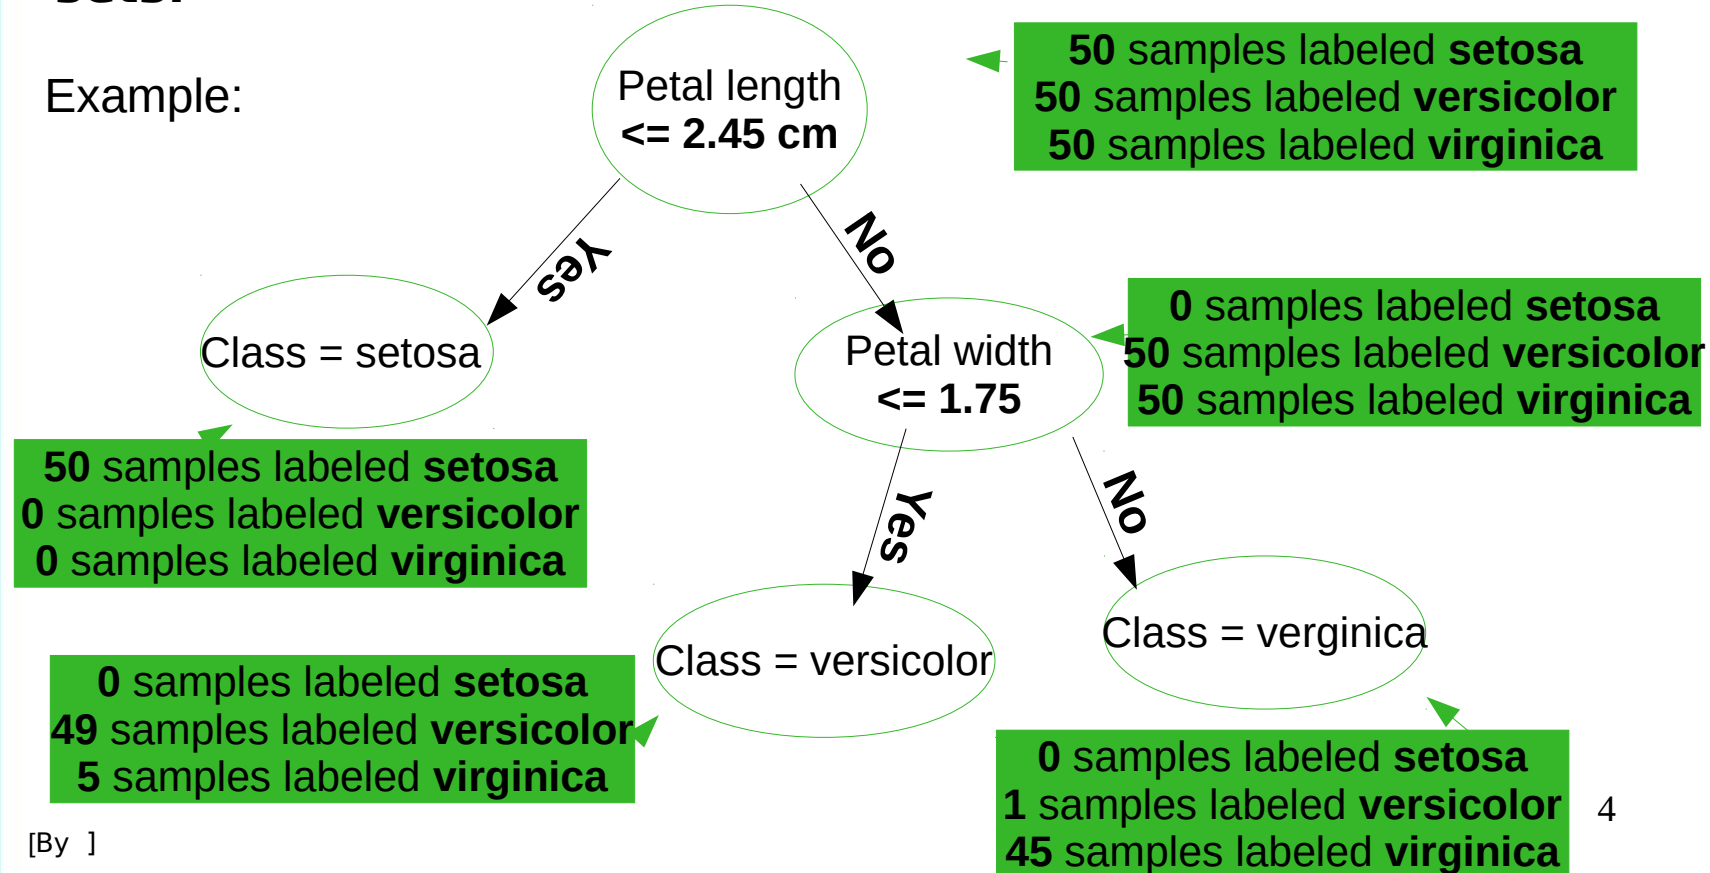 sets.
Example:
Petal length
<= 2.45 cm
50 samples labeled setosa
50 samples labeled versicolor
50 samples labeled virginica
Yes
No
Class = setosa
Petal width
<= 1.75
0 samples labeled setosa
50 samples labeled versicolor
50 samples labeled virginica
50 samples labeled setosa
0 samples labeled versicolor
0 samples labeled virginica
Yes
No
Class = versicolor
Class = verginica
0 samples labeled setosa
49 samples labeled versicolor
5 samples labeled virginica
0 samples labeled setosa
1 samples labeled versicolor
45 samples labeled virginica
4
[By ]